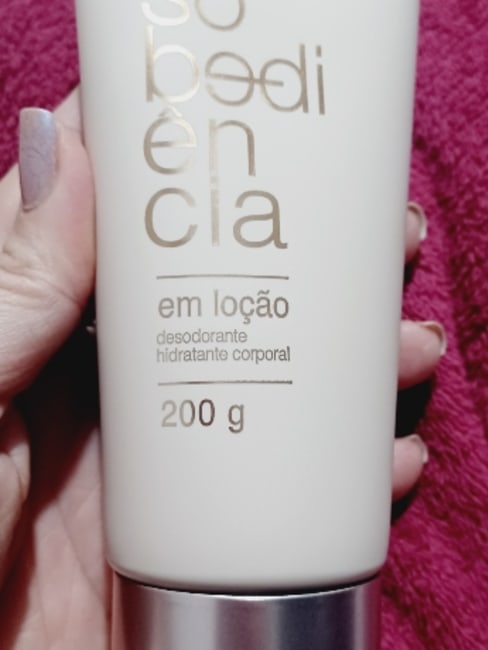 so
bedi
ên
cia
em loção
desodorante
hidratante corporal
200 g